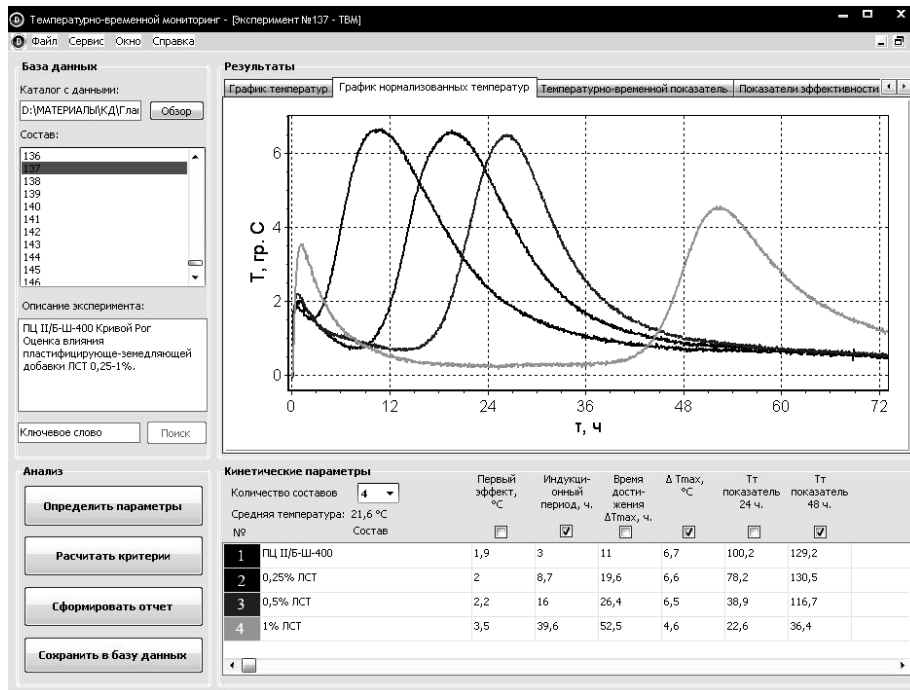 Температурно-временной мониторинг - [Эксперимент №137 - ТВМ]
Файл Сервис Окно Справка
База данных
Каталог с данными:
D:\МАТЕРИАЛЫ\КД\Глав
Обзор
Состав:
136
137
138
139
140
141
142
143
144
145
146
Описание эксперимента:
ПЦ II/Б-Ш-400 Кривой Рог
Оценка влияния
пластифицирующе-земедляющей
добавки ЛСТ 0,25-1%.
Ключевое слово
Поиск
Результаты
График температур График нормализованных температур Температурно-временной показатель Показатели эффективности
Т, гр. С
6
4
2
0
0 12 24 36 48 60 72
т, ч
Анализ
Определить параметры
Расчитать критерии
Сформировать отчет
Сохранить в базу данных
Кинетические параметры
Количество составов 4
Средняя температура: 21,6 °C
№ Состав
Первый
эффект,
°C
Индукци-
онный
период, ч.
Время
дости-
жения
ΔTmax, ч.
Δ Tmax,
°C
Тт
показатель
24 ч.
Тт
показатель
48 ч.
1 ПЦ II/Б-Ш-400 1,9 3 11 6,7 100,2 129,2
2 0,25% ЛСТ 2 8,7 19,6 6,6 78,2 130,5
3 0,5% ЛСТ 2,2 16 26,4 6,5 38,9 116,7
4 1% ЛСТ 3,5 39,6 52,5 4,6 22,6 36,4